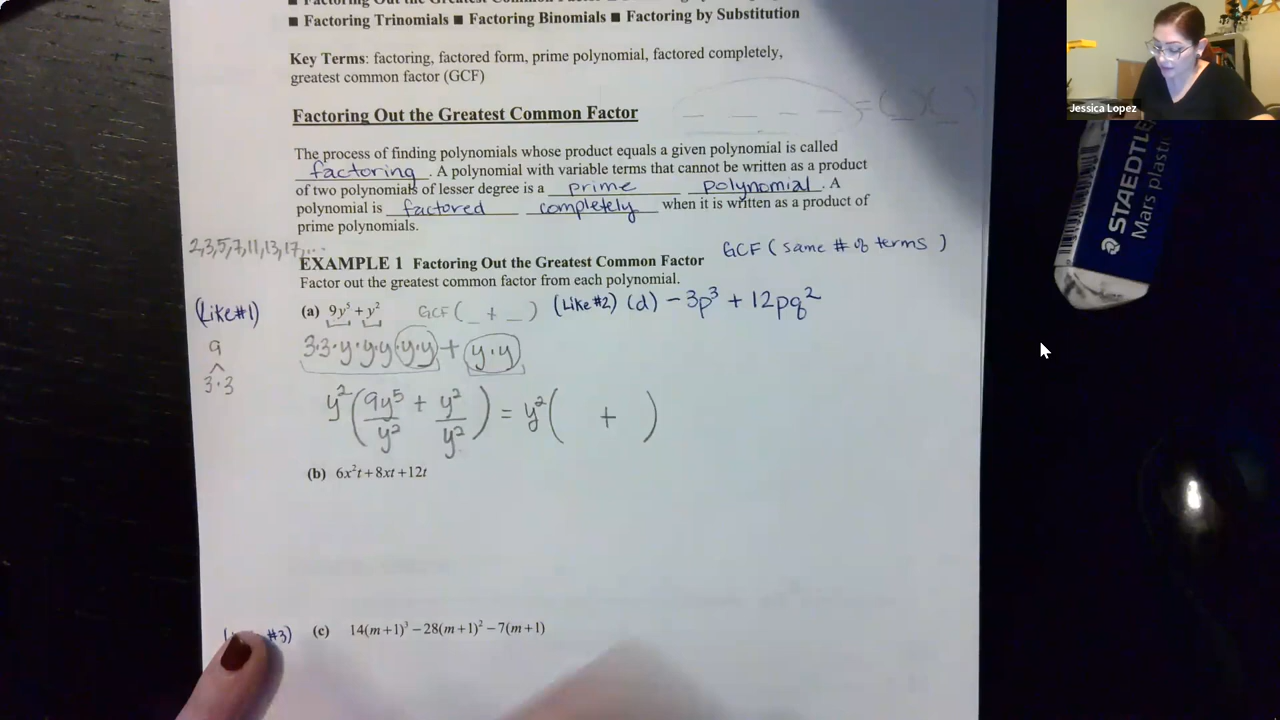 ■ Factoring Trinomials ■ Factoring Binomials ■ Factoring by Substitution
Key Terms: factoring, factored form, prime polynomial, factored completely,
greatest common factor (GCF)
_ _ _ _ = ( _ )( _ )
Factoring Out the Greatest Common Factor
The process of finding polynomials whose product equals a given polynomial is called
factoring. A polynomial with variable terms that cannot be written as a product
of two polynomials of lesser degree is a prime polynomial. A
polynomial is factored completely when it is written as a product of
prime polynomials.
2,3,5,7,11,13,17,...
GCF ( same # of terms )
EXAMPLE 1 Factoring Out the Greatest Common Factor
Factor out the greatest common factor from each polynomial.
(Like #1) (a) 9y⁵ + y² GCF ( _ + _ ) (Like #2) (d) −3p³ + 12pq²
9
3·3
3·3·y·y·y·y·y + y·y
y²(9y⁵/y² + y²/y²) = y²( + )
(b) 6x²t + 8xt + 12t
#3) (c) 14(m+1)³ − 28(m+1)² − 7(m+1)
Jessica Lopez
STAEDTLE
Mars plasti